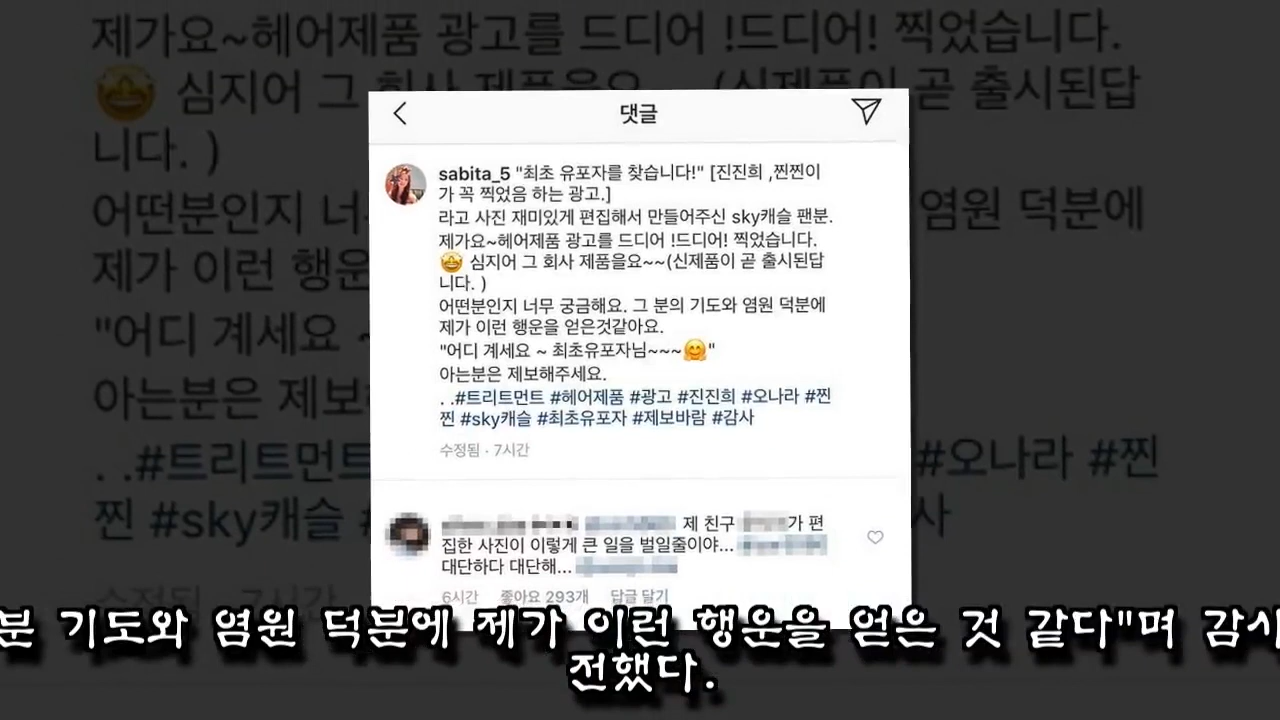 제가요~헤어제품 광고를 드디어 !드디어! 찍었습니다.
🤩 심지어 그 회사 제품을요~~(신제품이 곧 출시된답
니다. )
어떤분인지 너 염원 덕분에
제가 이런 행운
"어디 계세요 ~
아는분은 제보
. .#트리트먼트 #오나라 #찐
찐 #sky캐슬 사
수정됨 · 7시간
댓글
sabita_5 "최초 유포자를 찾습니다!" [진진희 ,찐찐이
가 꼭 찍었음 하는 광고.]
라고 사진 재미있게 편집해서 만들어주신 sky캐슬 팬분.
제가요~헤어제품 광고를 드디어 !드디어! 찍었습니다.
🤩 심지어 그 회사 제품을요~~(신제품이 곧 출시된답
니다. )
어떤분인지 너무 궁금해요. 그 분의 기도와 염원 덕분에
제가 이런 행운을 얻은것같아요.
"어디 계세요 ~ 최초유포자님~~~🤗"
아는분은 제보해주세요.
. .#트리트먼트 #헤어제품 #광고 #진진희 #오나라 #찐
찐 #sky캐슬 #최초유포자 #제보바람 #감사
수정됨 · 7시간
제 친구 가 편
집한 사진이 이렇게 큰 일을 벌일줄이야...
대단하다 대단해...
6시간 좋아요 293개 답글 달기
분 기도와 염원 덕분에 제가 이런 행운을 얻은 것 같다"며 감사
전했다.